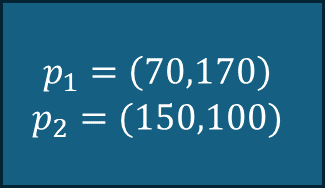 p₁ = (70,170)
p₂ = (150,100)